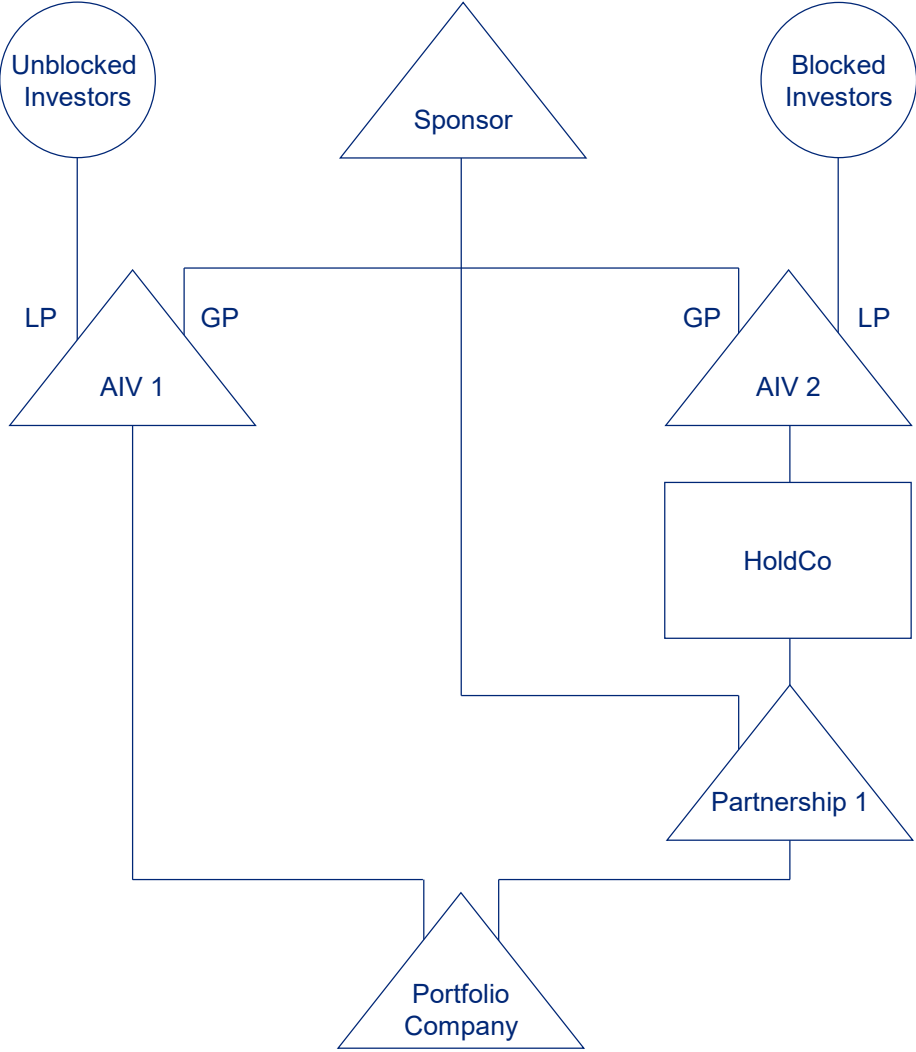 Unblocked
Investors
Sponsor
Blocked
Investors
LP
GP
GP
LP
AIV 1
AIV 2
HoldCo
Partnership 1
Portfolio
Company